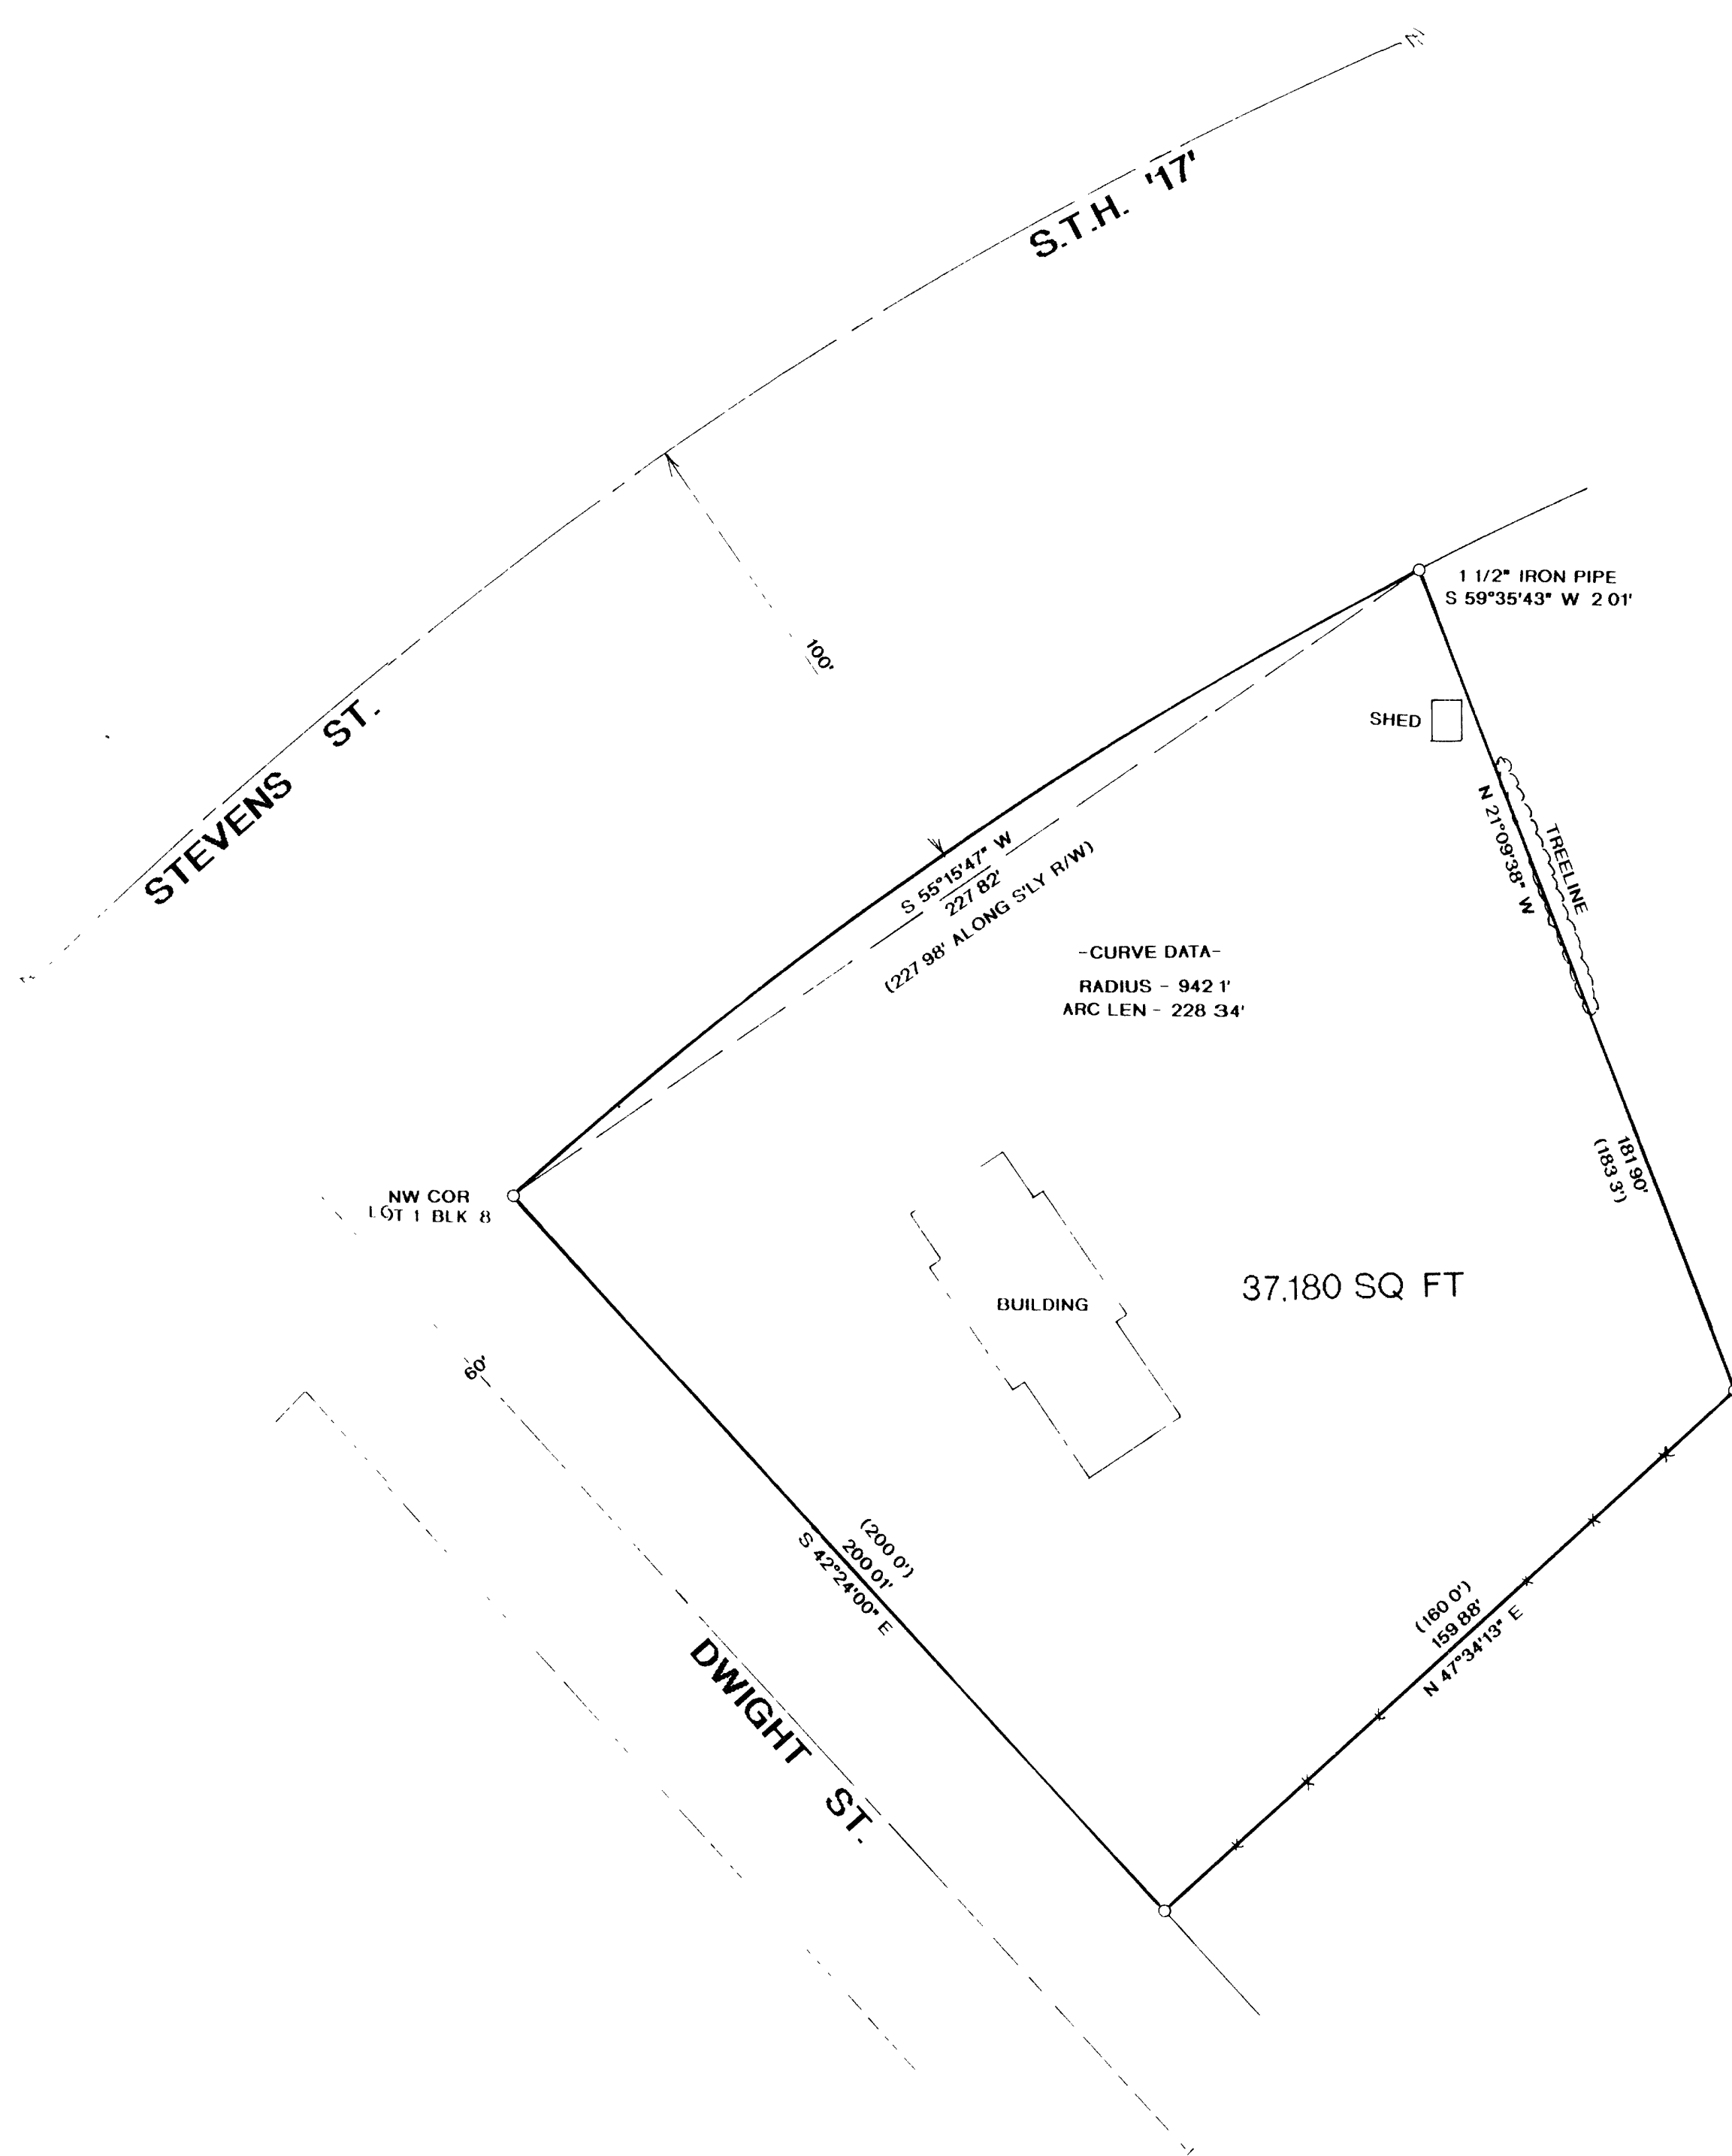 S.T.H. '17'
STEVENS ST.
100'
1 1/2" IRON PIPE
S 59°35'43" W 2 01'
SHED
N 21°09'38" W
TREELINE
S 55°15'47" W
227 82'
(227 98' ALONG S'LY R/W)
-CURVE DATA-
RADIUS - 942 1'
ARC LEN - 228 34'
NW COR
LOT 1 BLK 8
181 90'
(183 3')
37,180 SQ FT
BUILDING
60'
(200 0')
200 01'
S 42°24'00" E
(160 0')
159 88'
N 47°34'13" E
DWIGHT ST.